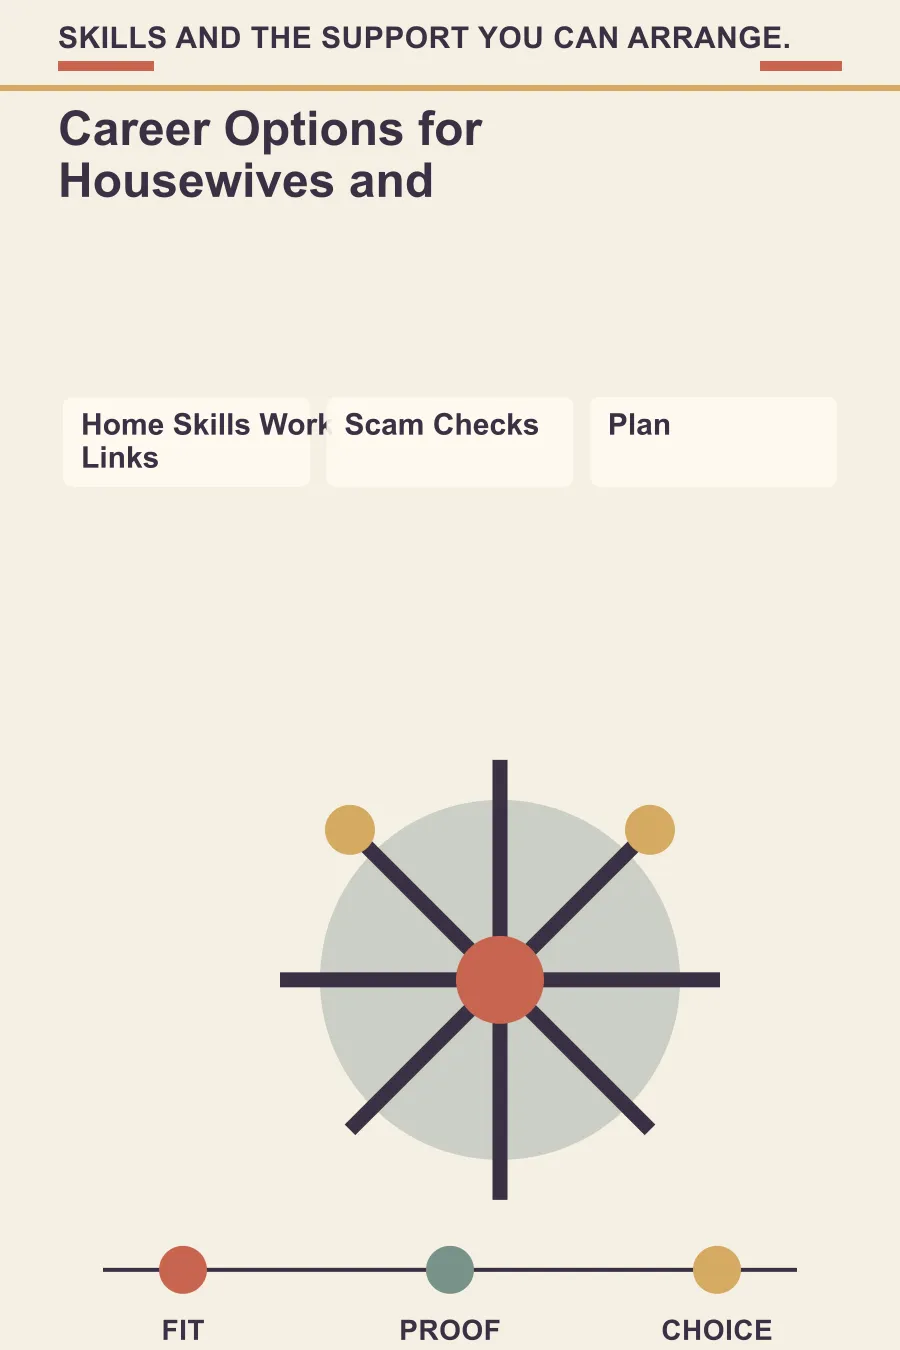 SKILLS AND THE SUPPORT YOU CAN ARRANGE.
Career Options for
Housewives and
Home Skills Work
Links
Scam Checks
Plan
FIT
PROOF
CHOICE